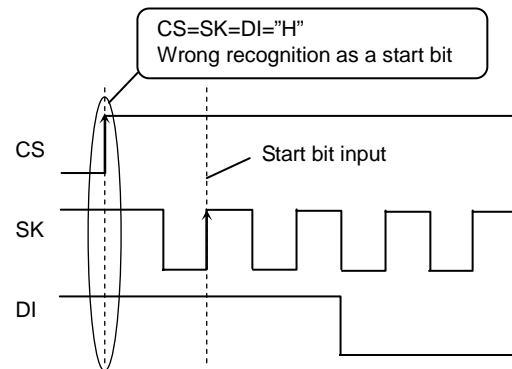 CS=SK=DI=”H”
Wrong recognition as a start bit
CS
Start bit input
SK
DI